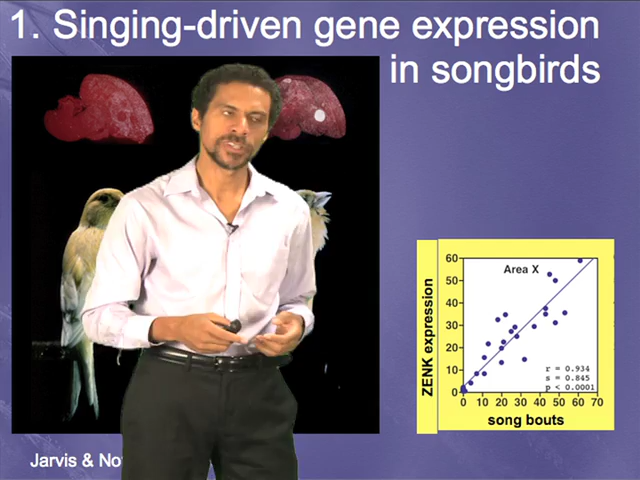 1. Singing-driven gene expression
in songbirds
Area X
ZENK expression
60
50
40
30
20
10
0
r = 0.934
s = 0.845
p < 0.0001
0 10 20 30 40 50 60 70
song bouts
Jarvis &